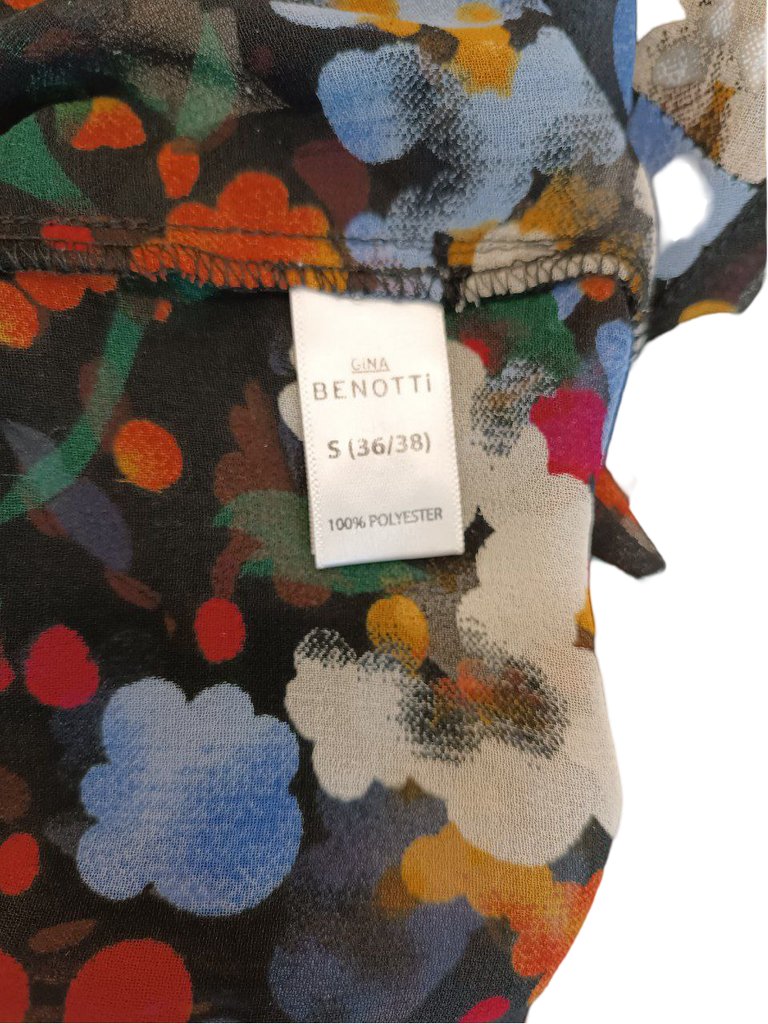 GiNA
BENOTTi
S (36/38)
100% POLYESTER